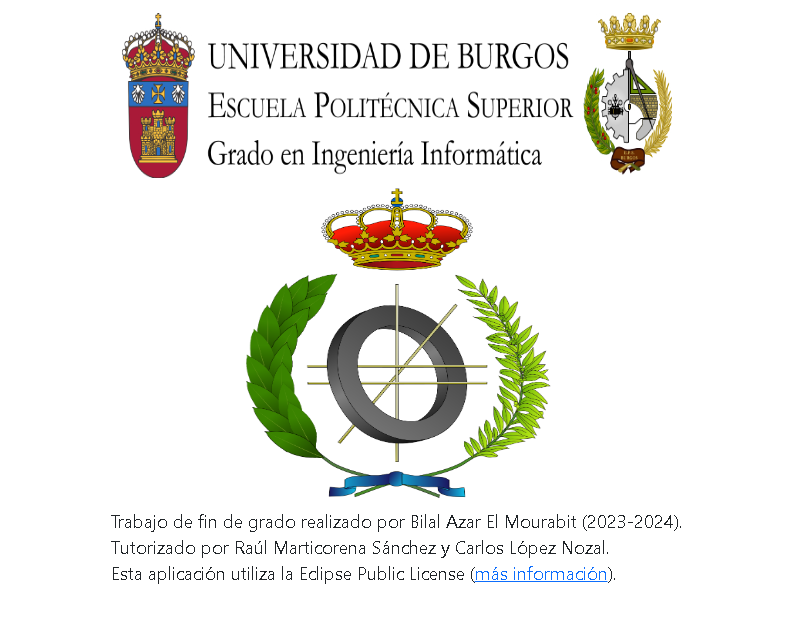 UNIVERSIDAD DE BURGOS
ESCUELA POLITÉCNICA SUPERIOR
Grado en Ingeniería Informática
Trabajo de fin de grado realizado por Bilal Azar El Mourabit (2023-2024).
Tutorizado por Raúl Marticorena Sánchez y Carlos López Nozal.
Esta aplicación utiliza la Eclipse Public License (más información).